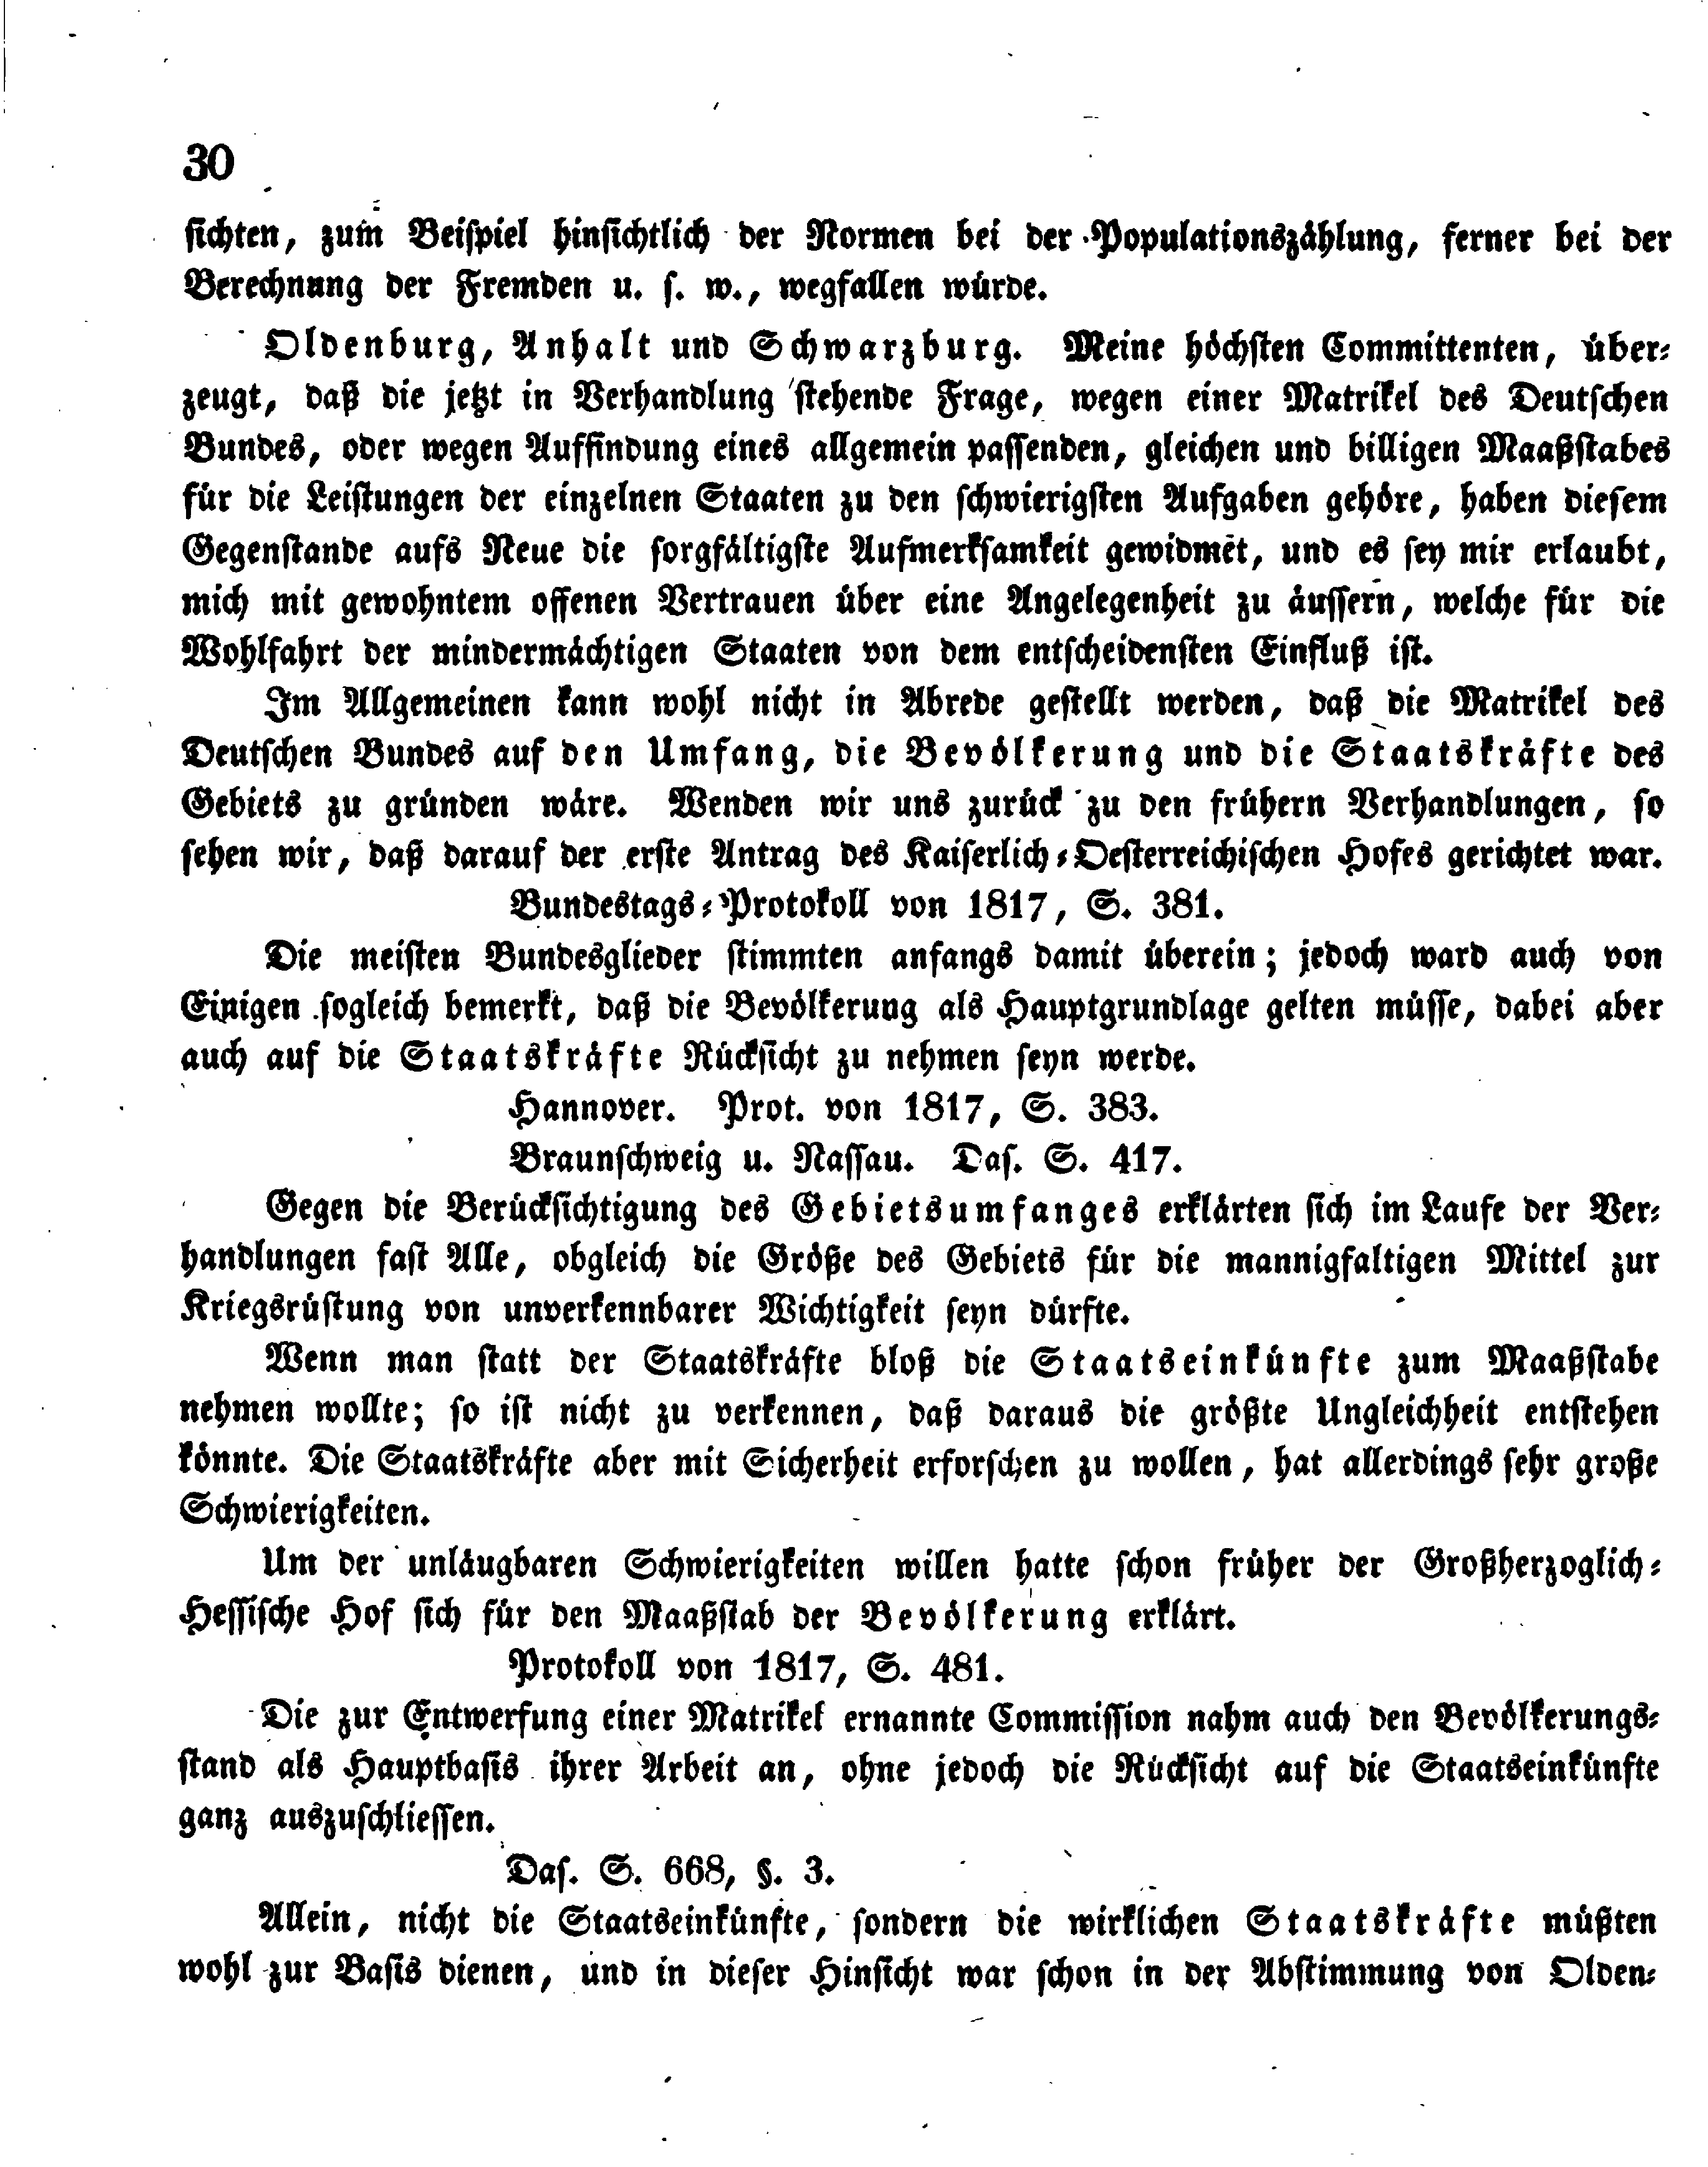 30
sichten, zum Beispiel hinsichtlich der Normen bei der Populationszählung, ferner bei der
Berechnung der Fremden u. s. w., wegfallen würde.
Oldenburg, Anhalt und Schwarzburg. Meine höchsten Committenten, über-
zeugt, daß die jetzt in Verhandlung stehende Frage, wegen einer Matrikel des Deutschen
Bundes, oder wegen Auffindung eines allgemein passenden, gleichen und billigen Maaßstabes
für die Leistungen der einzelnen Staaten zu den schwierigsten Aufgaben gehöre, haben diesem
Gegenstande aufs Neue die sorgfältigste Aufmerksamkeit gewidmet, und es sey mir erlaubt,
mich mit gewohntem offenen Vertrauen über eine Angelegenheit zu äussern, welche für die
Wohlfahrt der mindermächtigen Staaten von dem entscheidensten Einfluß ist.
Im Allgemeinen kann wohl nicht in Abrede gestellt werden, daß die Matrikel des
Deutschen Bundes auf den Umfang, die Bevölkerung und die Staatskräfte des
Gebiets zu gründen wäre. Wenden wir uns zurück zu den frühern Verhandlungen, so
sehen wir, daß darauf der erste Antrag des Kaiserlich-Oesterreichischen Hofes gerichtet war.
Bundestags-Protokoll von 1817, S. 381.
Die meisten Bundesglieder stimmten anfangs damit überein; jedoch ward auch von
Einigen sogleich bemerkt, daß die Bevölkerung als Hauptgrundlage gelten müsse, dabei aber
auch auf die Staatskräfte Rücksicht zu nehmen seyn werde.
Hannover. Prot. von 1817, S. 383.
Braunschweig u. Nassau. Das. S. 417.
Gegen die Berücksichtigung des Gebietsumfanges erklärten sich im Laufe der Ver-
handlungen fast Alle, obgleich die Größe des Gebiets für die mannigfaltigen Mittel zur
Kriegsrüstung von unverkennbarer Wichtigkeit seyn dürfte.
Wenn man statt der Staatskräfte bloß die Staatseinkünfte zum Maaßstabe
nehmen wollte; so ist nicht zu verkennen, daß daraus die größte Ungleichheit entstehen
könnte. Die Staatskräfte aber mit Sicherheit erforschen zu wollen, hat allerdings sehr große
Schwierigkeiten.
Um der unläugbaren Schwierigkeiten willen hatte schon früher der Großherzoglich-
Hessische Hof sich für den Maaßstab der Bevölkerung erklärt.
Protokoll von 1817, S. 481.
Die zur Entwerfung einer Matrikel ernannte Commission nahm auch den Bevölkerungs-
stand als Hauptbasis ihrer Arbeit an, ohne jedoch die Rücksicht auf die Staatseinkünfte
ganz auszuschliessen.
Das. S. 668, §. 3.
Allein, nicht die Staatseinkünfte, sondern die wirklichen Staatskräfte müßten
wohl zur Basis dienen, und in dieser Hinsicht war schon in der Abstimmung von Olden-